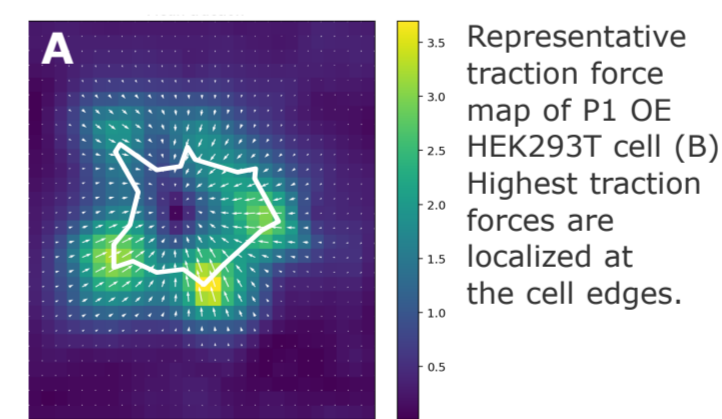 A
3.5
3.0
2.5
2.0
1.5
1.0
0.5
Representative
traction force
map of P1 OE
HEK293T cell (B)
Highest traction
forces are
localized at
the cell edges.